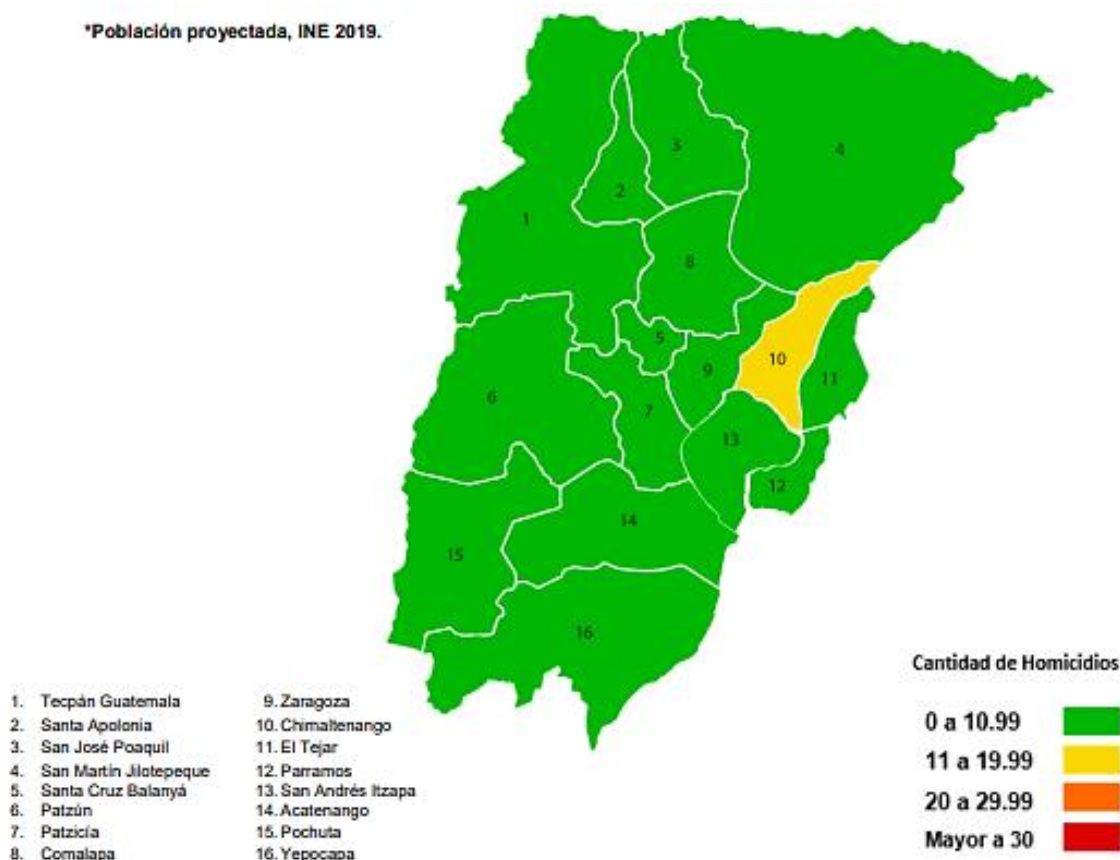 *Población proyectada, INE 2019.
3
4
2
1
8
5
10
9
11
6
7
13
12
14
15
16
Cantidad de Homicidios
0 a 10.99
11 a 19.99
20 a 29.99
Mayor a 30
1. Tecpán Guatemala
2. Santa Apolonia
3. San José Poaquil
4. San Martín Jilotepeque
5. Santa Cruz Balanyá
6. Patzún
7. Patzicía
8. Comalapa
9. Zaragoza
10. Chimaltenango
11. El Tejar
12. Parramos
13. San Andrés Itzapa
14. Acatenango
15. Pochuta
16. Yepocapa